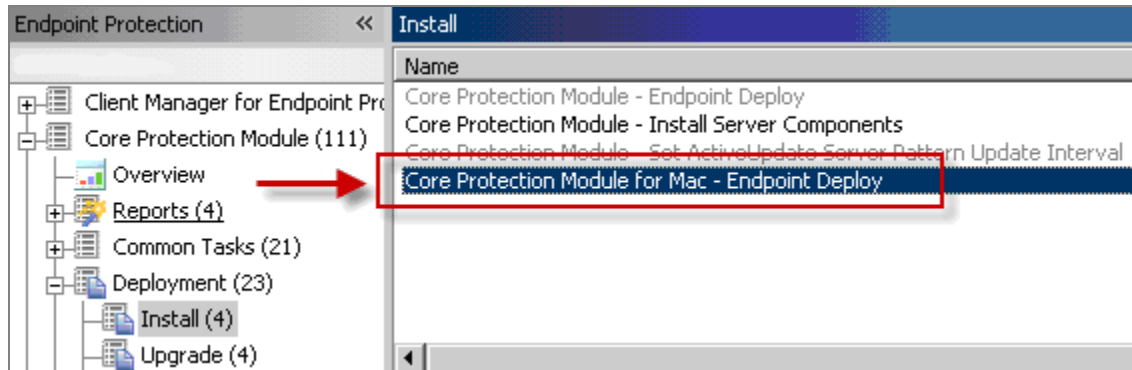 Endpoint Protection «
Client Manager for Endpoint Pro
Core Protection Module (111)
Overview
Reports (4)
Common Tasks (21)
Deployment (23)
Install (4)
Upgrade (4)
Install
Name
Core Protection Module - Endpoint Deploy
Core Protection Module - Install Server Components
Core Protection Module - Set ActiveUpdate Server Pattern Update Interval
Core Protection Module for Mac - Endpoint Deploy